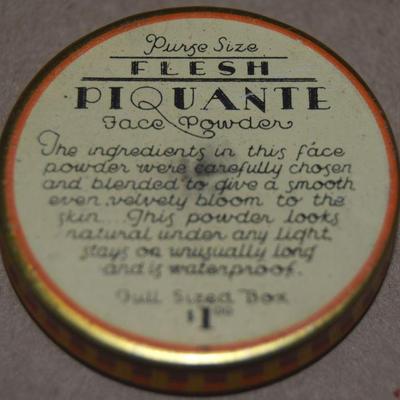 Purse Size
FLESH
PIQUANTE
Face Powder
The ingredients in this face
powder were carefully chosen
and blended to give a smooth
even, velvety bloom to the
skin... This powder looks
natural under any light,
stays on unusually long
and is waterproof.
Full Sized Box
$1.00